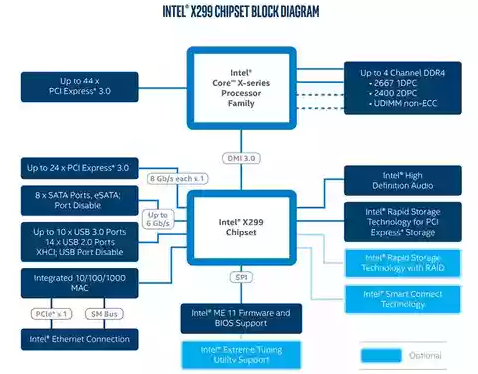 INTEL® X299 CHIPSET BLOCK DIAGRAM
Up to 44 x
PCI Express* 3.0
Intel®
Core™ X-series
Processor
Family
Up to 4 Channel DDR4
• 2667 1DPC
• 2400 2DPC
• UDIMM non-ECC
DMI 3.0
Up to 24 x PCI Express* 3.0
8 Gb/s each x 1
8 x SATA Ports, eSATA;
Port Disable
Up to
6 Gb/s
Up to 10 x USB 3.0 Ports
14 x USB 2.0 Ports
XHCI; USB Port Disable
Integrated 10/100/1000
MAC
PCIe* x 1
SM Bus
Intel® Ethernet Connection
Intel® X299
Chipset
SPI
Intel® ME 11 Firmware and
BIOS Support
Intel® Extreme Tuning
Utility Support
Intel® High
Definition Audio
Intel® Rapid Storage
Technology for PCI
Express* Storage
Intel® Rapid Storage
Technology with RAID
Intel® Smart Connect
Technology
Optional